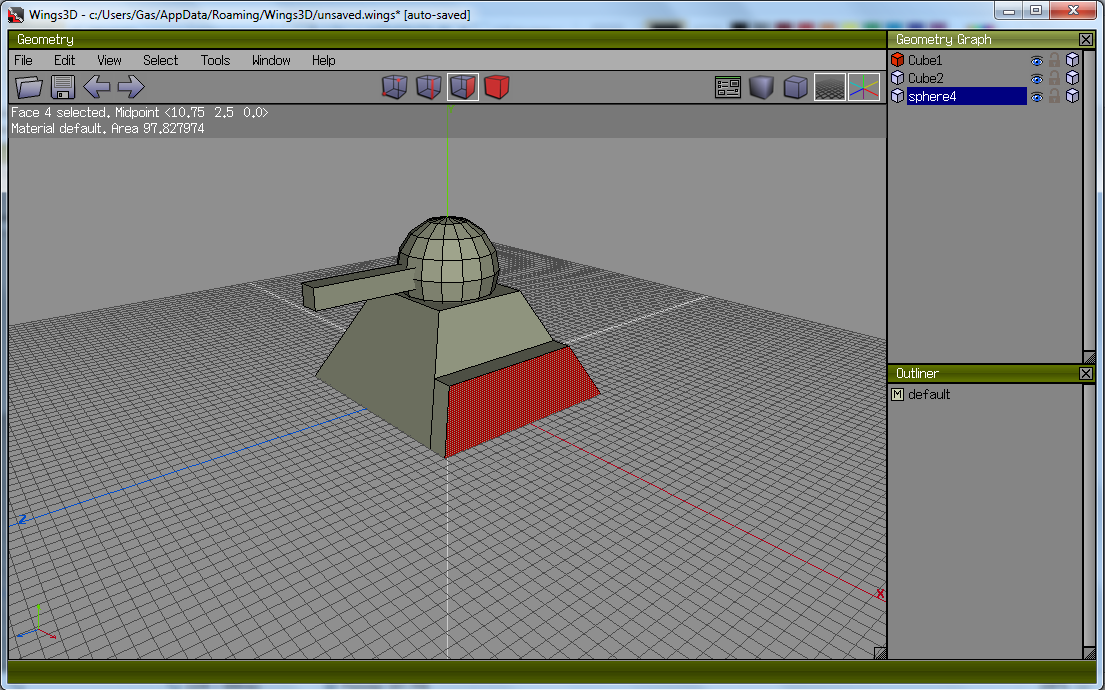 Wings3D - c:/Users/Gas/AppData/Roaming/Wings3D/unsaved.wings* [auto-saved]
Geometry
File Edit View Select Tools Window Help
Face 4 selected. Midpoint <10.75 2.5 0.0>
Material default. Area 97.827974
Z
X
Geometry Graph
Cube1
Cube2
sphere4
Outliner
M default